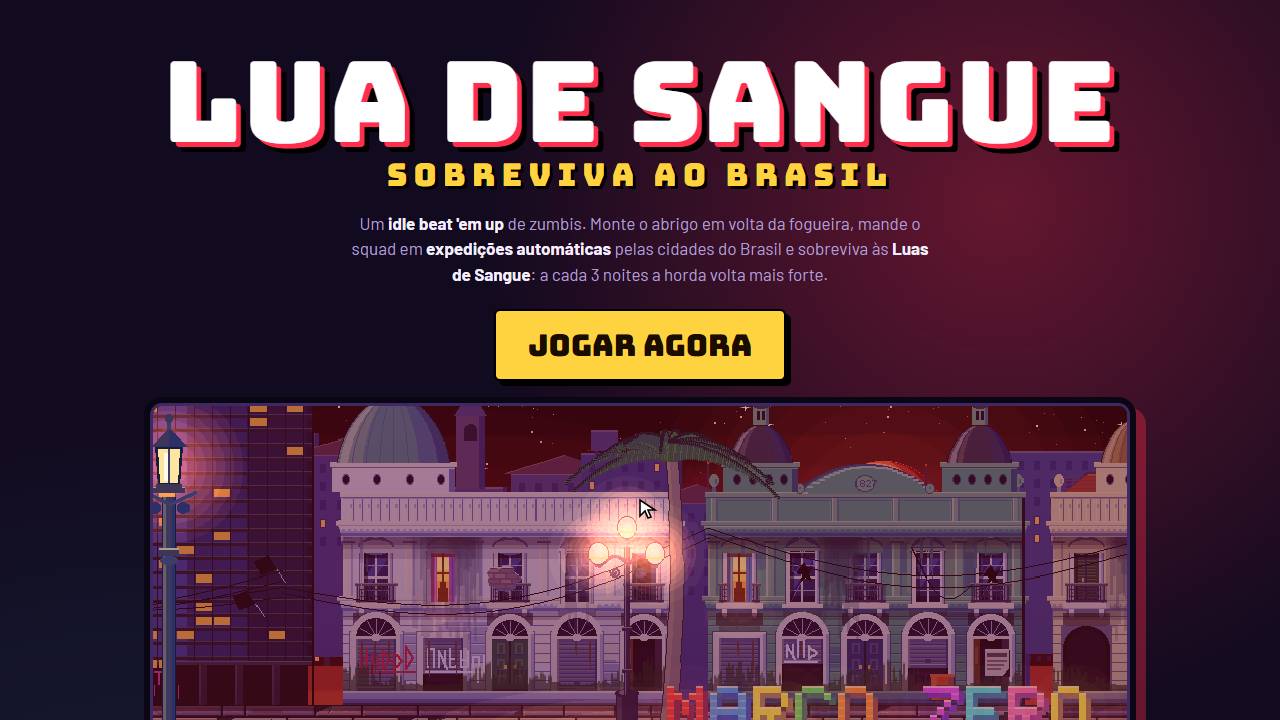 LUA DE SANGUE
SOBREVIVA AO BRASIL
Um idle beat 'em up de zumbis. Monte o abrigo em volta da fogueira, mande o
squad em expedições automáticas pelas cidades do Brasil e sobreviva às Luas
de Sangue: a cada 3 noites a horda volta mais forte.
JOGAR AGORA
1827
MARCO ZERO